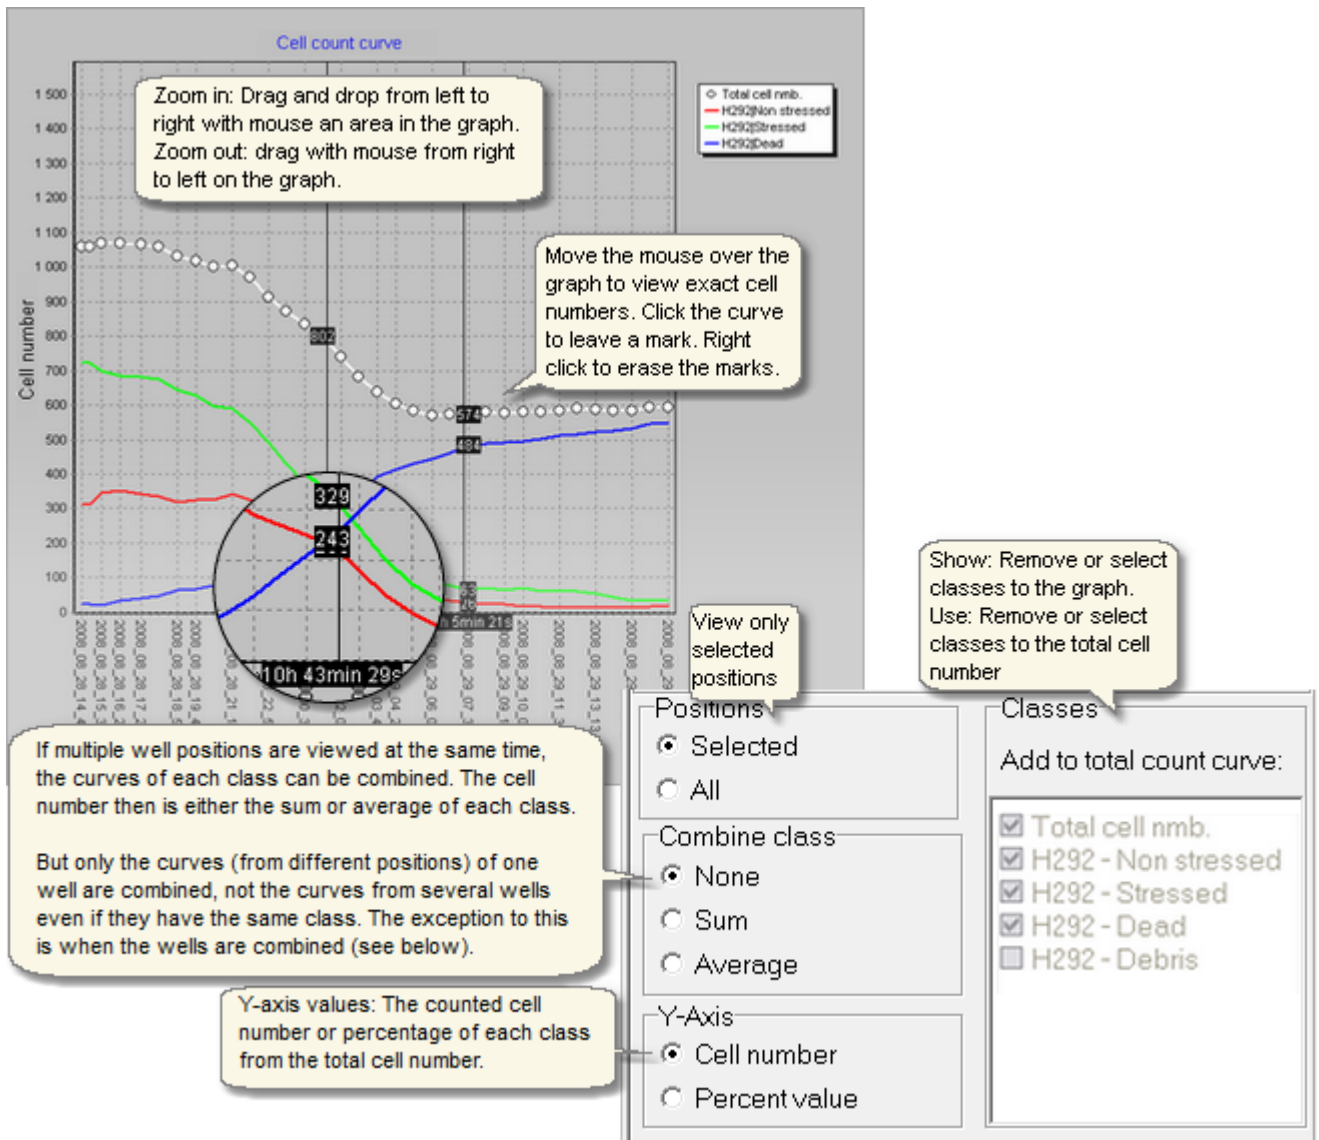 Cell count curve
1 500
1 400
1 300
1 200
1 100
1 000
900
800
700
600
500
400
300
200
100
0
Cell number
Zoom in: Drag and drop from left to
right with mouse an area in the graph.
Zoom out: drag with mouse from right
to left on the graph.
Total cell nmb.
H292|Non stressed
H292|Stressed
H292|Dead
Move the mouse over the
graph to view exact cell
numbers. Click the curve
to leave a mark. Right
click to erase the marks.
802
574
484
329
243
10h 43min 29s
5min 21s
Show: Remove or select
classes to the graph.
Use: Remove or select
classes to the total cell
number
View only
selected
positions
If multiple well positions are viewed at the same time,
the curves of each class can be combined. The cell
number then is either the sum or average of each class.
But only the curves (from different positions) of one
well are combined, not the curves from several wells
even if they have the same class. The exception to this
is when the wells are combined (see below).
Y-axis values: The counted cell
number or percentage of each class
from the total cell number.
Positions
Selected
All
Combine class
None
Sum
Average
Y-Axis
Cell number
Percent value
Classes
Add to total count curve:
Total cell nmb.
H292 - Non stressed
H292 - Stressed
H292 - Dead
H292 - Debris